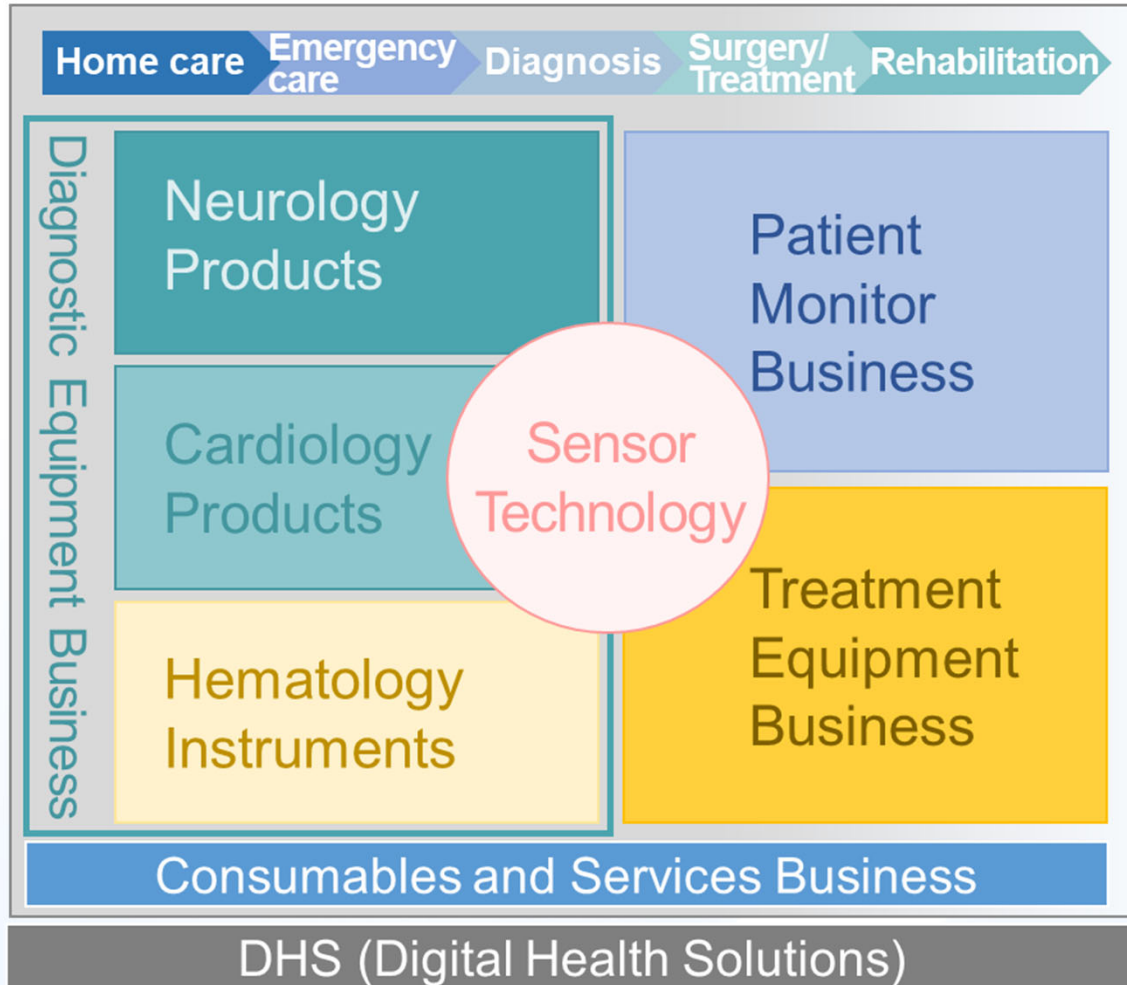 Home care
Emergency
care
Diagnosis
Surgery/
Treatment
Rehabilitation
Diagnostic Equipment Business
Neurology
Products
Cardiology
Products
Hematology
Instruments
Sensor
Technology
Patient
Monitor
Business
Treatment
Equipment
Business
Consumables and Services Business
DHS (Digital Health Solutions)